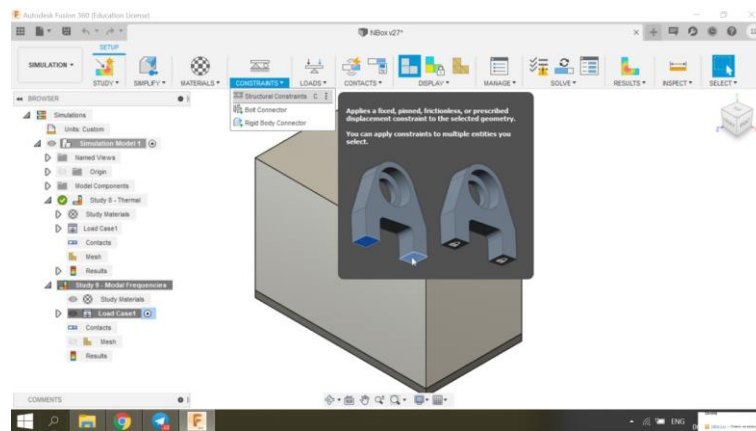 Autodesk Fusion 360 (Education License)
NBox v27*
SETUP
SIMULATION
STUDY
SIMPLIFY
MATERIALS
CONSTRAINTS
LOADS
CONTACTS
DISPLAY
MANAGE
SOLVE
RESULTS
INSPECT
SELECT
BROWSER
Structural Constraints C
Bolt Connector
Rigid Body Connector
Applies a fixed, pinned, frictionless, or prescribed
displacement constraint to the selected geometry.
You can apply constraints to multiple entities you
select.
Simulations
Units: Custom
Simulation Model 1
Named Views
Origin
Model Components
Study 8 - Thermal
Study Materials
Load Case1
Contacts
Mesh
Results
Study 9 - Modal Frequencies
Study Materials
Load Case1
Contacts
Mesh
Results
COMMENTS
ENG